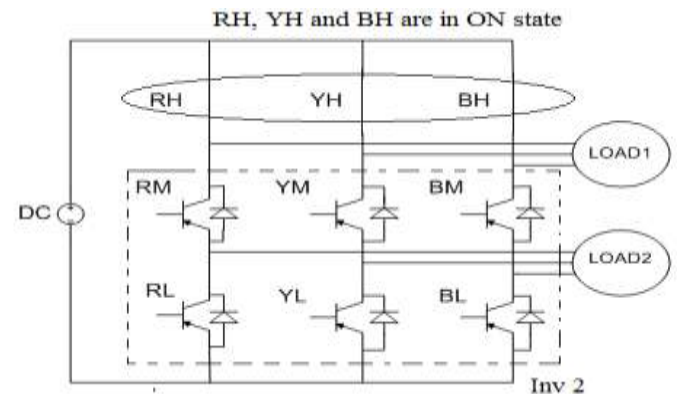 RH, YH and BH are in ON state
RH YH BH
LOAD1
RM YM BM
DC
LOAD2
RL YL BL
Inv 2